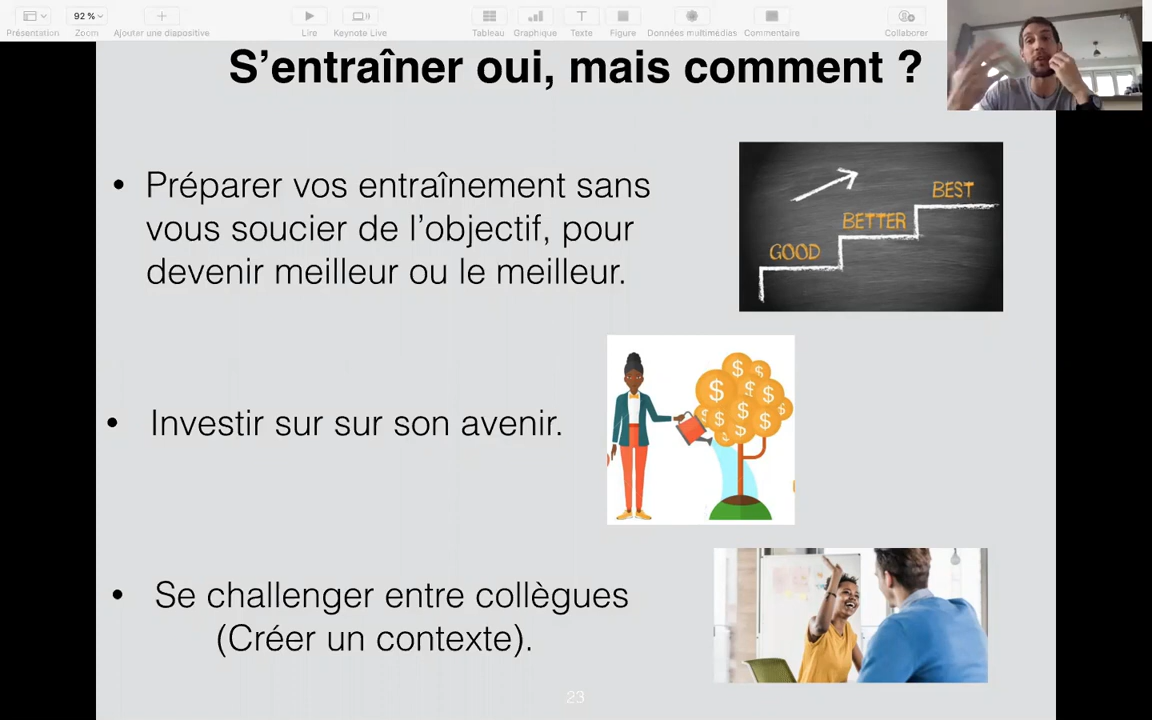 92 %
Présentation
Zoom
Ajouter une diapositive
Lire
Keynote Live
Tableau
Graphique
Texte
Figure
Données multimédias
Commentaire
Collaborer
S’entraîner oui, mais comment ?
• Préparer vos entraînement sans
vous soucier de l’objectif, pour
devenir meilleur ou le meilleur.
GOOD
BETTER
BEST
• Investir sur sur son avenir.
$ $ $ $ $ $ $ $ $ $
• Se challenger entre collègues
(Créer un contexte).
23